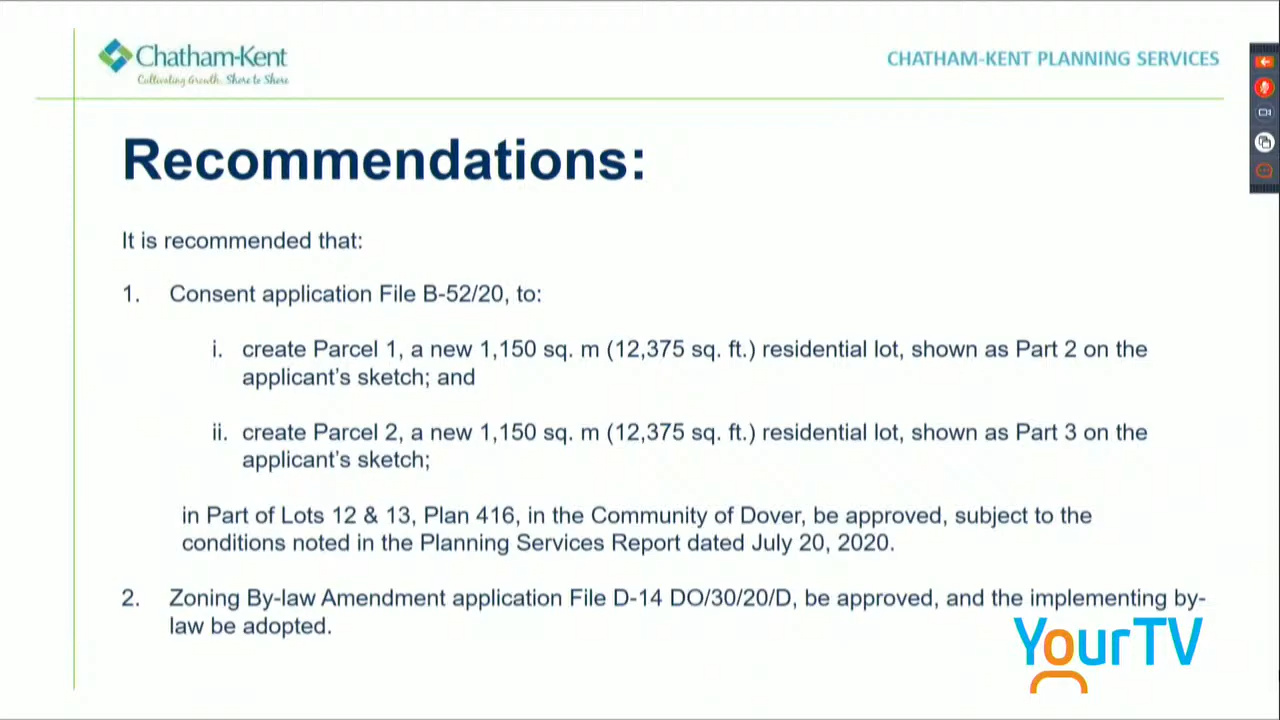 Chatham-Kent
Cultivating Growth, Shore to Shore
CHATHAM-KENT PLANNING SERVICES
Recommendations:
It is recommended that:
1. Consent application File B-52/20, to:
i. create Parcel 1, a new 1,150 sq. m (12,375 sq. ft.) residential lot, shown as Part 2 on the
applicant's sketch; and
ii. create Parcel 2, a new 1,150 sq. m (12,375 sq. ft.) residential lot, shown as Part 3 on the
applicant's sketch;
in Part of Lots 12 & 13, Plan 416, in the Community of Dover, be approved, subject to the
conditions noted in the Planning Services Report dated July 20, 2020.
2. Zoning By-law Amendment application File D-14 DO/30/20/D, be approved, and the implementing by-
law be adopted.
YourTV